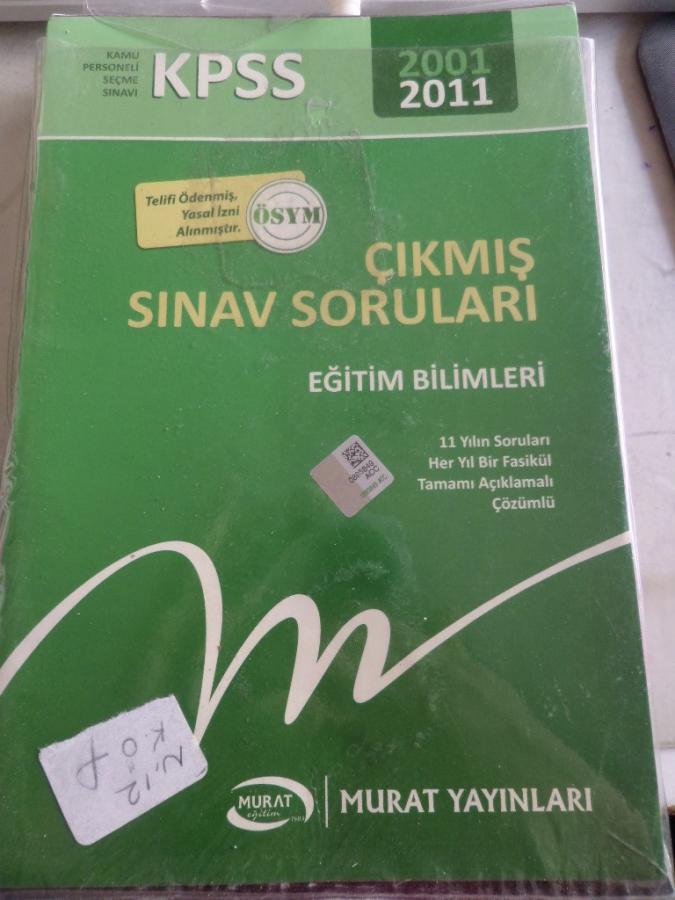 KAMU
PERSONELİ
SEÇME
SINAVI
KPSS
2001
2011
Telifi Ödenmiş,
Yasal İzni
Alınmıştır.
ÖSYM
ÇIKMIŞ
SINAV SORULARI
EĞİTİM BİLİMLERİ
11 Yılın Soruları
Her Yıl Bir Fasikül
Tamamı Açıklamalı
Çözümlü
MURAT
eğitim
MURAT YAYINLARI